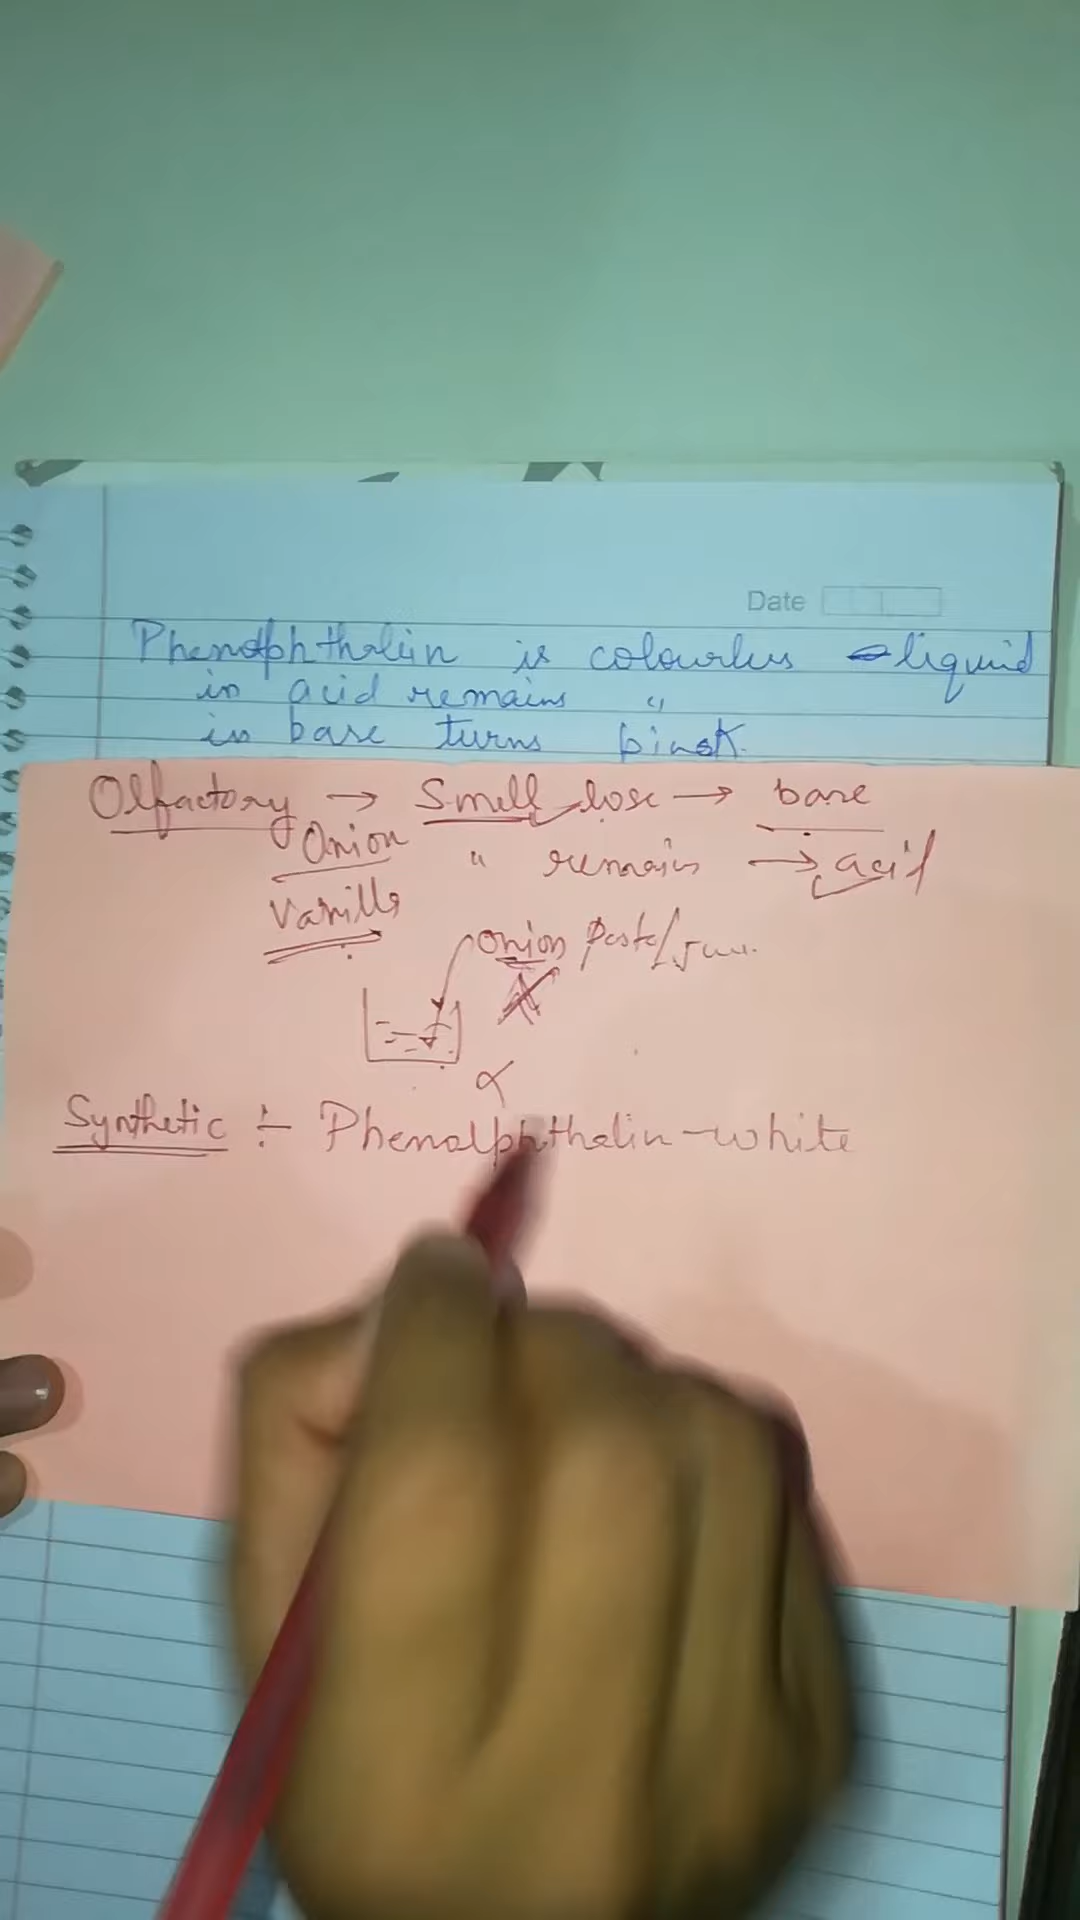 Date
Phenolphthalein is colourless liquid
in acid remains "
in base turns pink.
Olfactory → Smell lose → base
Onion " remains → acid
Vanilla
Onion Paste/
Synthetic :- Phenolphthalin - white